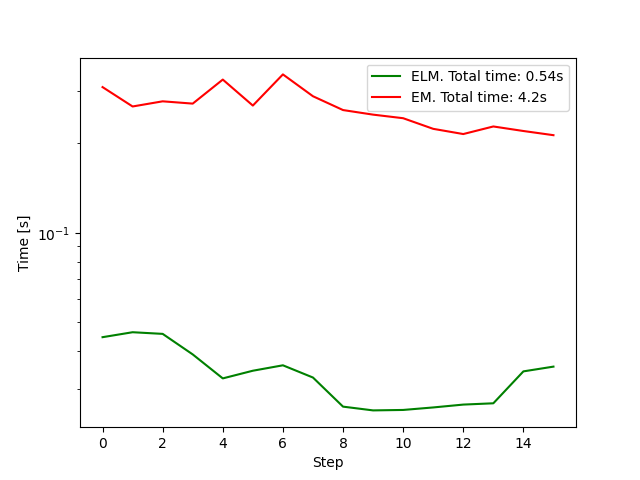 ELM. Total time: 0.54s
EM. Total time: 4.2s
Time [s]
10⁻¹
0 2 4 6 8 10 12 14
Step